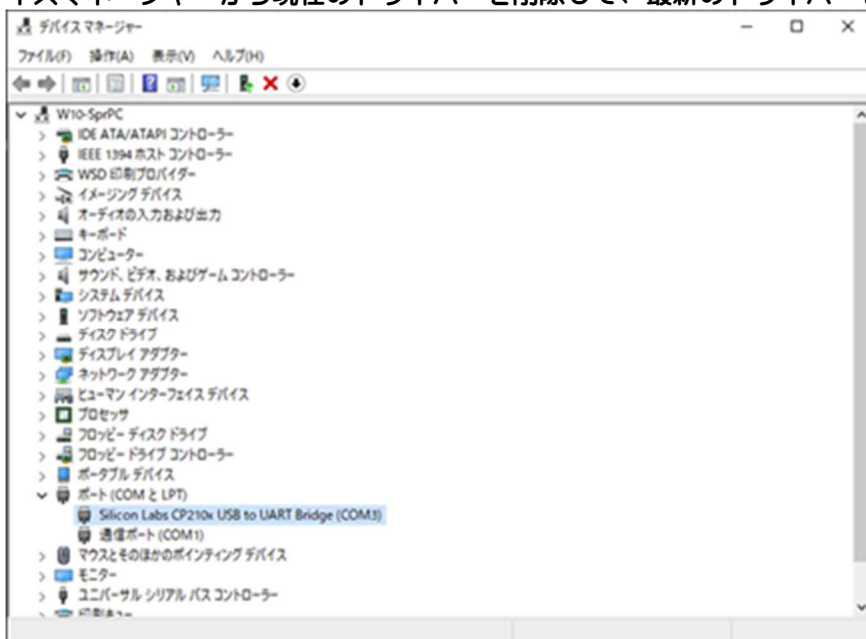 デバイス マネージャー
ファイル(F) 操作(A) 表示(V) ヘルプ(H)
W10-SprPC
IDE ATA/ATAPI コントローラー
IEEE 1394 ホスト コントローラー
WSD 印刷プロバイダー
イメージング デバイス
オーディオの入力および出力
キーボード
コンピューター
サウンド、ビデオ、およびゲーム コントローラー
システム デバイス
ソフトウェア デバイス
ディスク ドライブ
ディスプレイ アダプター
ネットワーク アダプター
ヒューマン インターフェイス デバイス
プロセッサ
フロッピー ディスク ドライブ
フロッピー ドライブ コントローラー
ポータブル デバイス
ポート (COM と LPT)
Silicon Labs CP210x USB to UART Bridge (COM3)
通信ポート (COM1)
マウスとそのほかのポインティング デバイス
モニター
ユニバーサル シリアル バス コントローラー